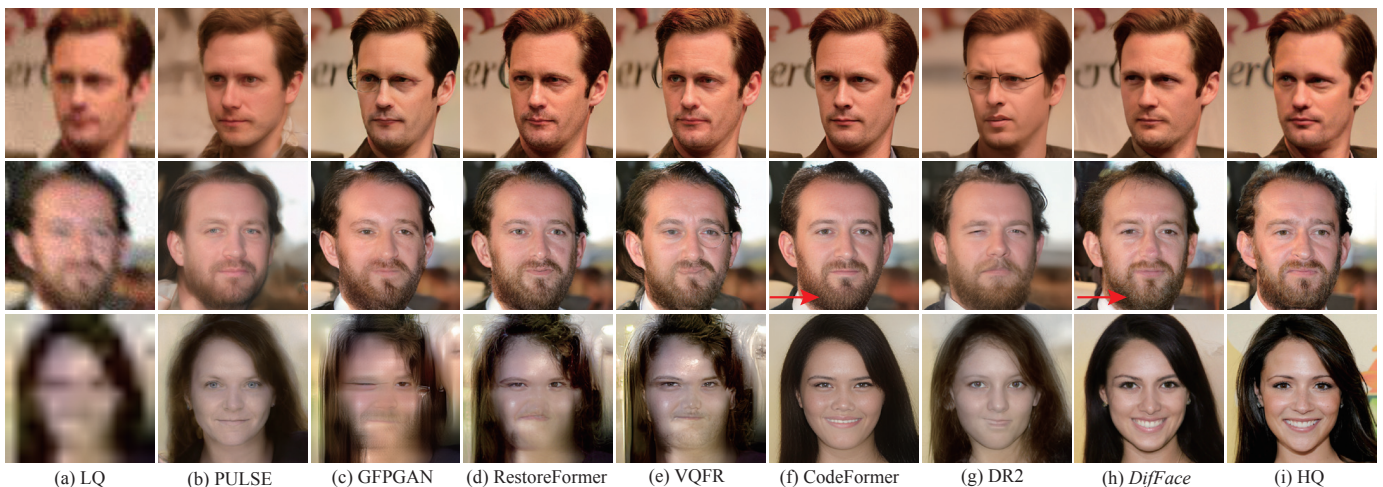 (a) LQ (b) PULSE (c) GFPGAN (d) RestoreFormer (e) VQFR (f) CodeFormer (g) DR2 (h) DifFace (i) HQ